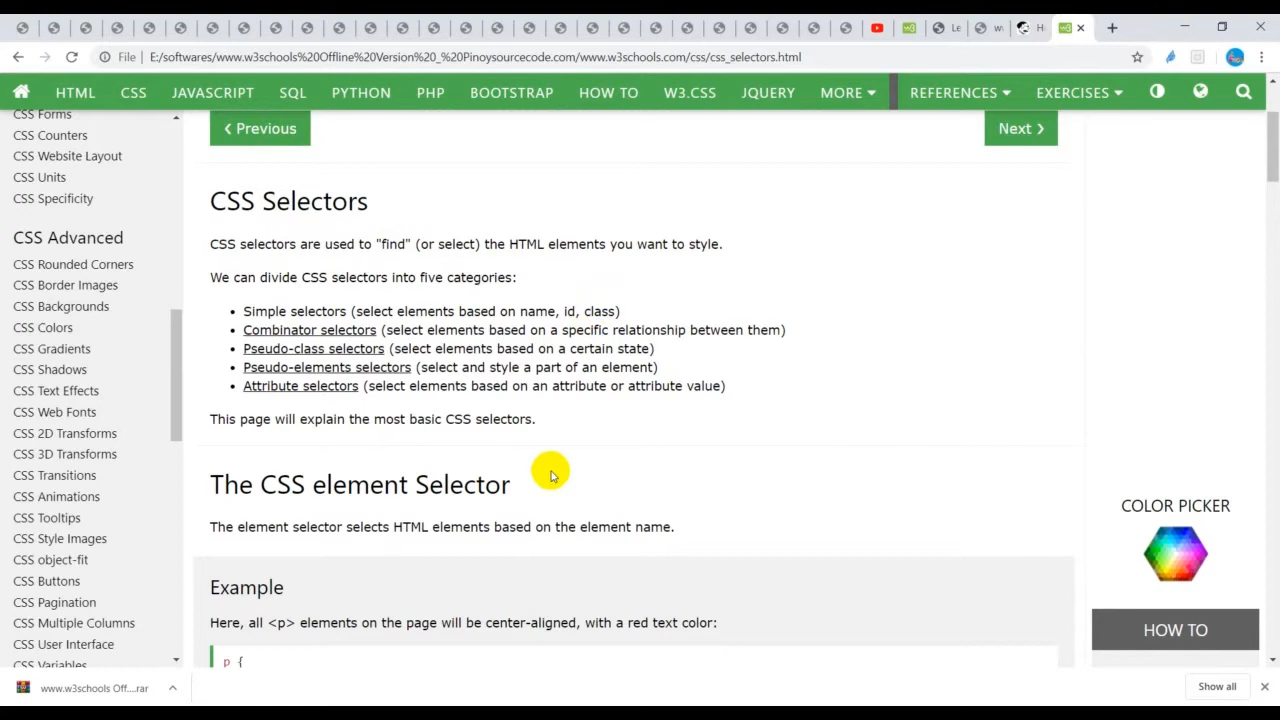 Le
w
H
File E:/softwares/www.w3schools%20Offline%20Version%20_%20Pinoysourcecode.com/www.w3schools.com/css/css_selectors.html
HTML CSS JAVASCRIPT SQL PYTHON PHP BOOTSTRAP HOW TO W3.CSS JQUERY MORE REFERENCES EXERCISES
CSS Forms
CSS Counters
CSS Website Layout
CSS Units
CSS Specificity
CSS Advanced
CSS Rounded Corners
CSS Border Images
CSS Backgrounds
CSS Colors
CSS Gradients
CSS Shadows
CSS Text Effects
CSS Web Fonts
CSS 2D Transforms
CSS 3D Transforms
CSS Transitions
CSS Animations
CSS Tooltips
CSS Style Images
CSS object-fit
CSS Buttons
CSS Pagination
CSS Multiple Columns
CSS User Interface
CSS Variables
❮ Previous
Next ❯
CSS Selectors
CSS selectors are used to "find" (or select) the HTML elements you want to style.
We can divide CSS selectors into five categories:
• Simple selectors (select elements based on name, id, class)
• Combinator selectors (select elements based on a specific relationship between them)
• Pseudo-class selectors (select elements based on a certain state)
• Pseudo-elements selectors (select and style a part of an element)
• Attribute selectors (select elements based on an attribute or attribute value)
This page will explain the most basic CSS selectors.
The CSS element Selector
The element selector selects HTML elements based on the element name.
Example
Here, all <p> elements on the page will be center-aligned, with a red text color:
p {
COLOR PICKER
HOW TO
www.w3schools Off....rar
Show all